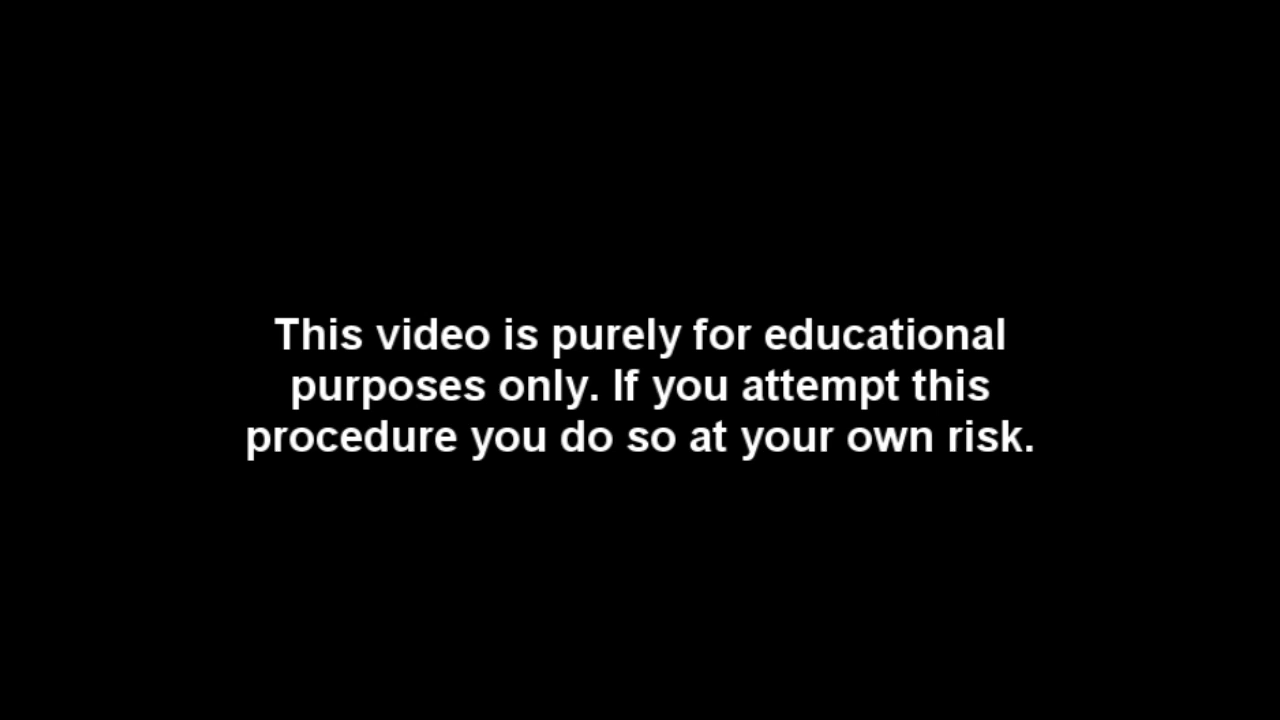 This video is purely for educational
purposes only. If you attempt this
procedure you do so at your own risk.